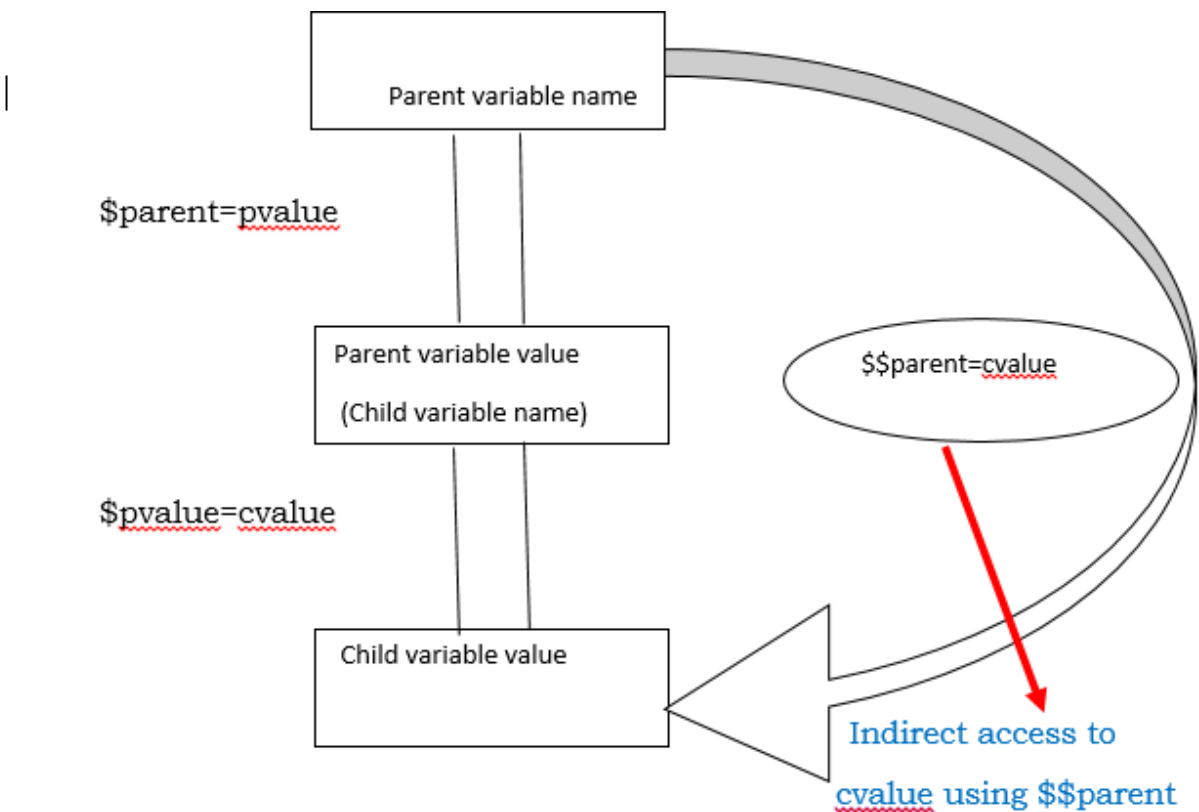 Parent variable name
$parent=pvalue
Parent variable value
(Child variable name)
$$parent=cvalue
$pvalue=cvalue
Child variable value
Indirect access to
cvalue using $$parent